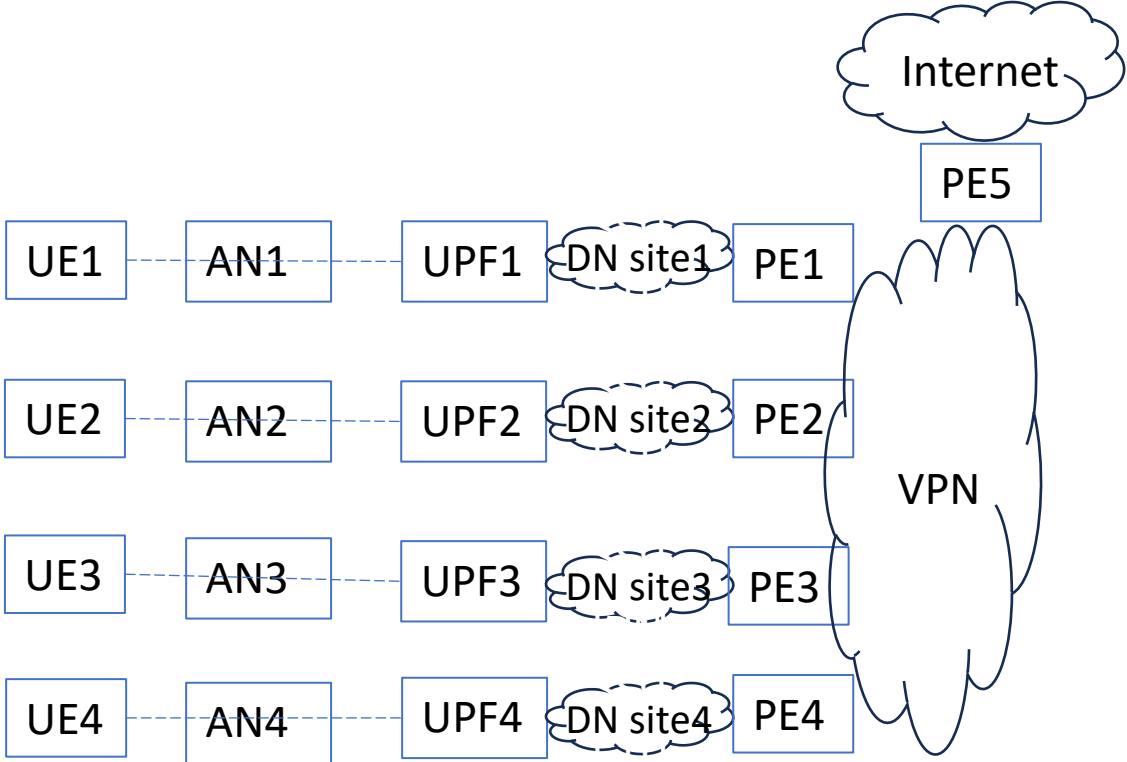 Internet
PE5
UE1
AN1
UPF1
DN site1
PE1
UE2
AN2
UPF2
DN site2
PE2
VPN
UE3
AN3
UPF3
DN site3
PE3
UE4
AN4
UPF4
DN site4
PE4